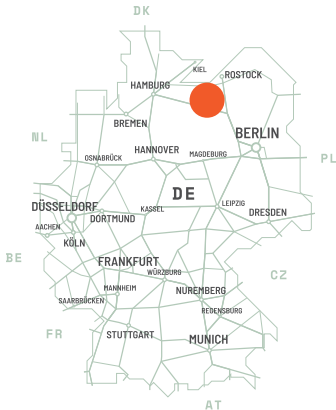 DK
KIEL
ROSTOCK
HAMBURG
BREMEN
NL
BERLIN
HANNOVER
OSNABRÜCK
MAGDEBURG
PL
DE
DÜSSELDORF
KASSEL
LEIPZIG
DORTMUND
DRESDEN
AACHEN
KÖLN
BE
FRANKFURT
WÜRZBURG
CZ
MANNHEIM
NUREMBERG
SAARBRÜCKEN
REDENSBURG
FR
STUTTGART
MUNICH
AT